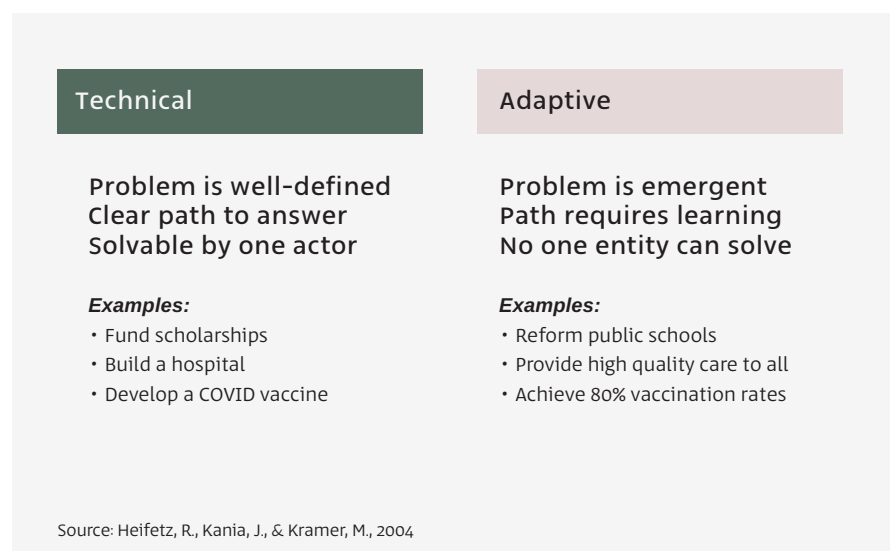 Technical
Problem is well-defined
Clear path to answer
Solvable by one actor
Examples:
• Fund scholarships
• Build a hospital
• Develop a COVID vaccine
Adaptive
Problem is emergent
Path requires learning
No one entity can solve
Examples:
• Reform public schools
• Provide high quality care to all
• Achieve 80% vaccination rates
Source: Heifetz, R., Kania, J., & Kramer, M., 2004